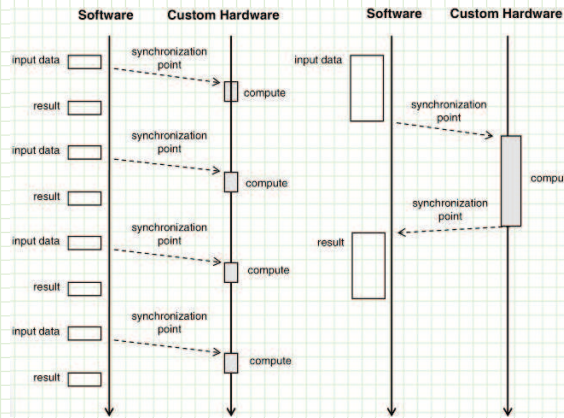 Software Custom Hardware
input data
synchronization
point
compute
result
input data
synchronization
point
compute
result
input data
synchronization
point
compute
result
input data
synchronization
point
compute
result
Software Custom Hardware
input data
synchronization
point
compu
synchronization
point
result